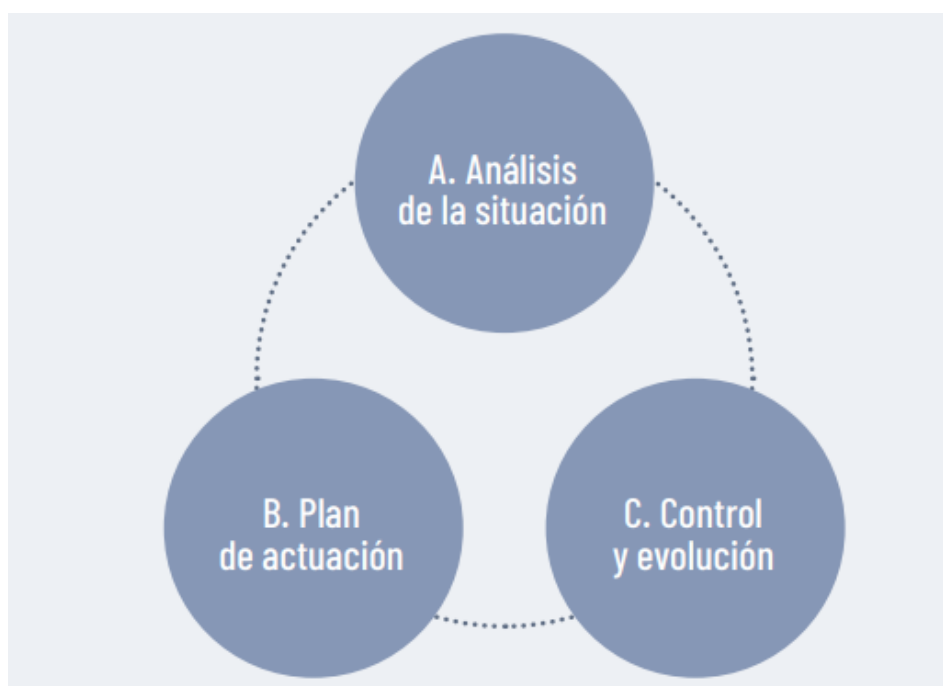 A. Análisis
de la situación
B. Plan
de actuación
C. Control
y evolución